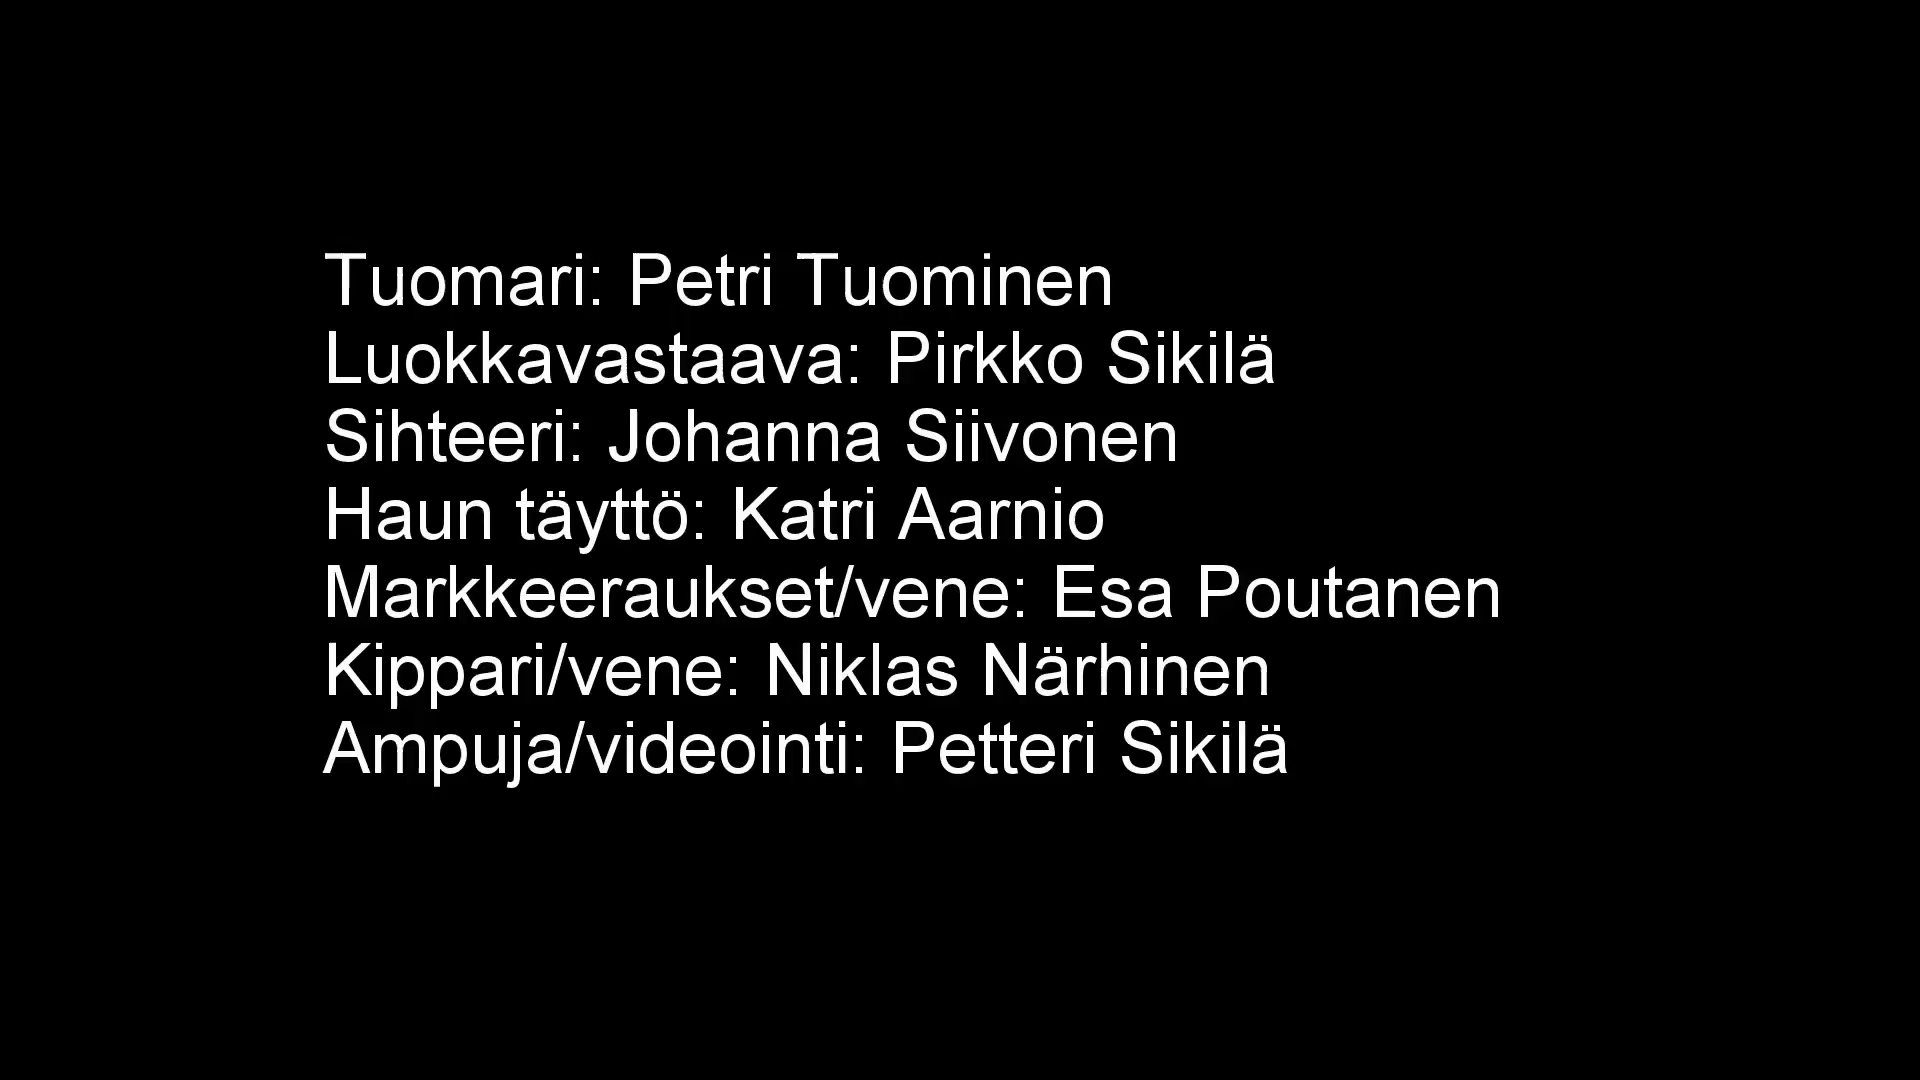 Tuomari: Petri Tuominen
Luokkavastaava: Pirkko Sikilä
Sihteeri: Johanna Siivonen
Haun täyttö: Katri Aarnio
Markkeeraukset/vene: Esa Poutanen
Kippari/vene: Niklas Närhinen
Ampuja/videointi: Petteri Sikilä